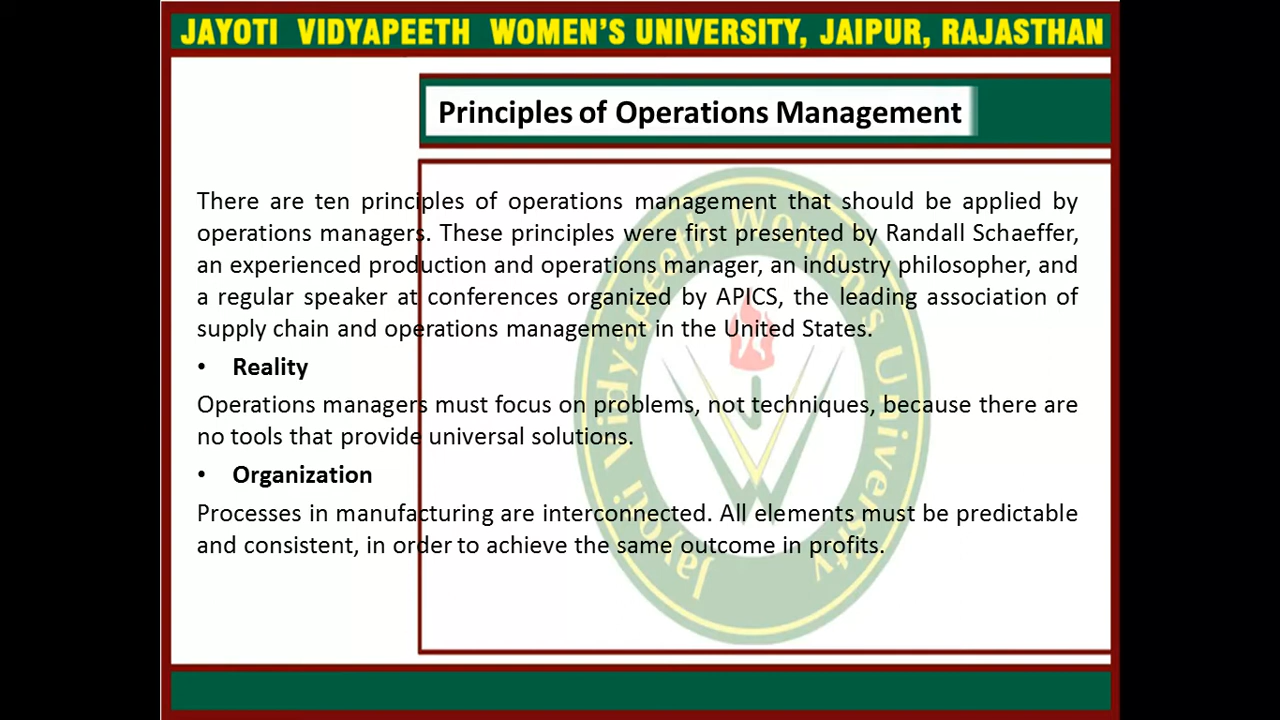 JAYOTI VIDYAPEETH WOMEN'S UNIVERSITY, JAIPUR, RAJASTHAN
Principles of Operations Management
There are ten principles of operations management that should be applied by
operations managers. These principles were first presented by Randall Schaeffer,
an experienced production and operations manager, an industry philosopher, and
a regular speaker at conferences organized by APICS, the leading association of
supply chain and operations management in the United States.
• Reality
Operations managers must focus on problems, not techniques, because there are
no tools that provide universal solutions.
• Organization
Processes in manufacturing are interconnected. All elements must be predictable
and consistent, in order to achieve the same outcome in profits.
Jayoti Vidyapeeth Women's University